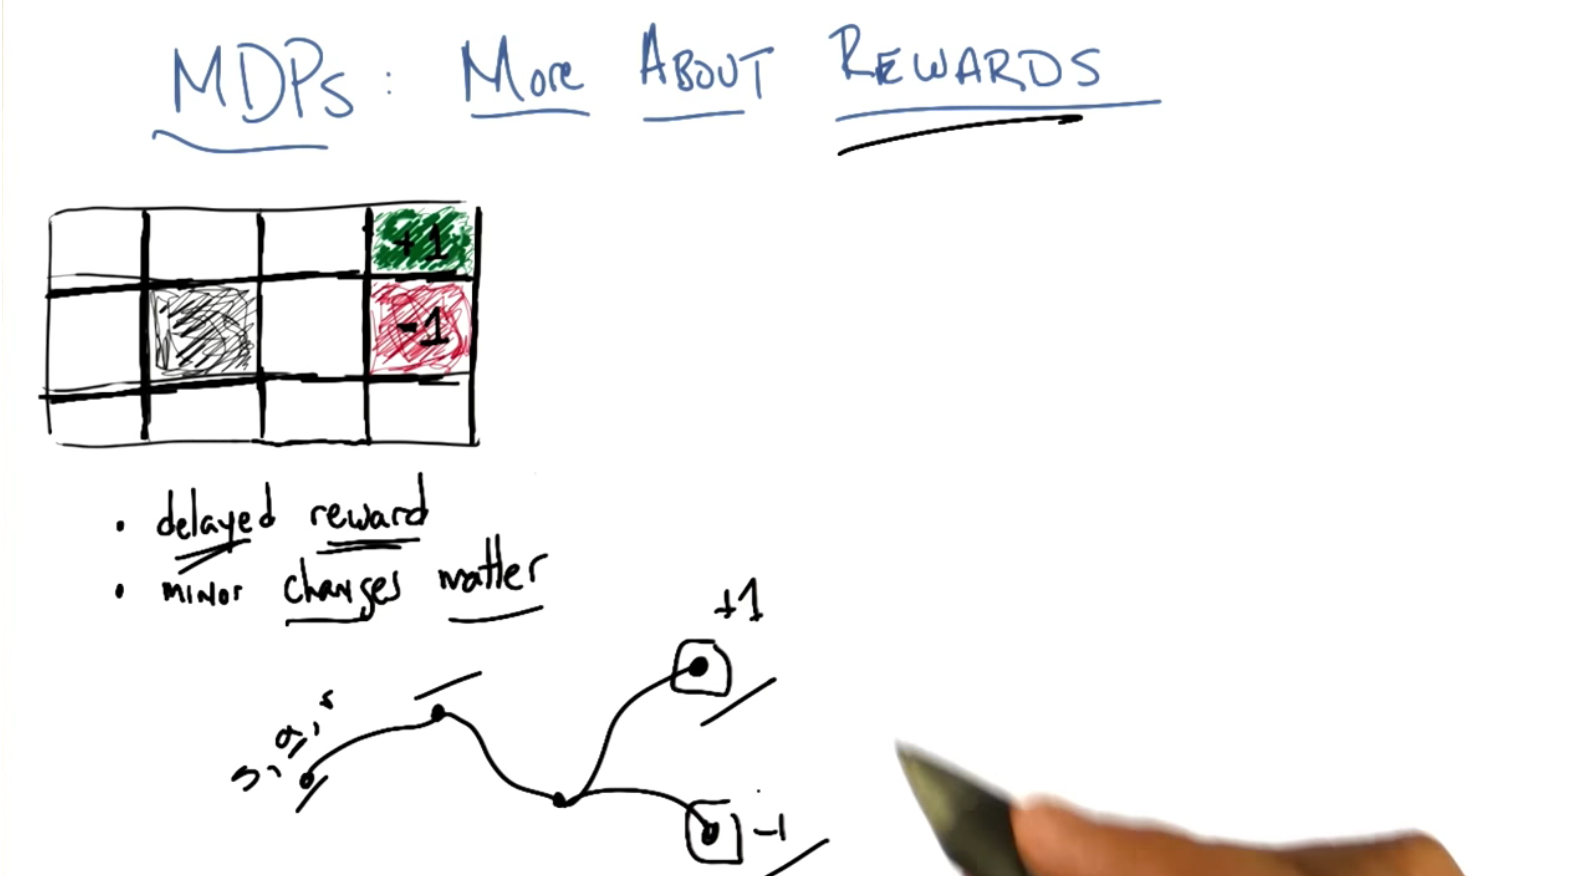 MDPs: More About Rewards
+1
-1
• delayed reward
• minor changes matter
+1
s, a, r
-1